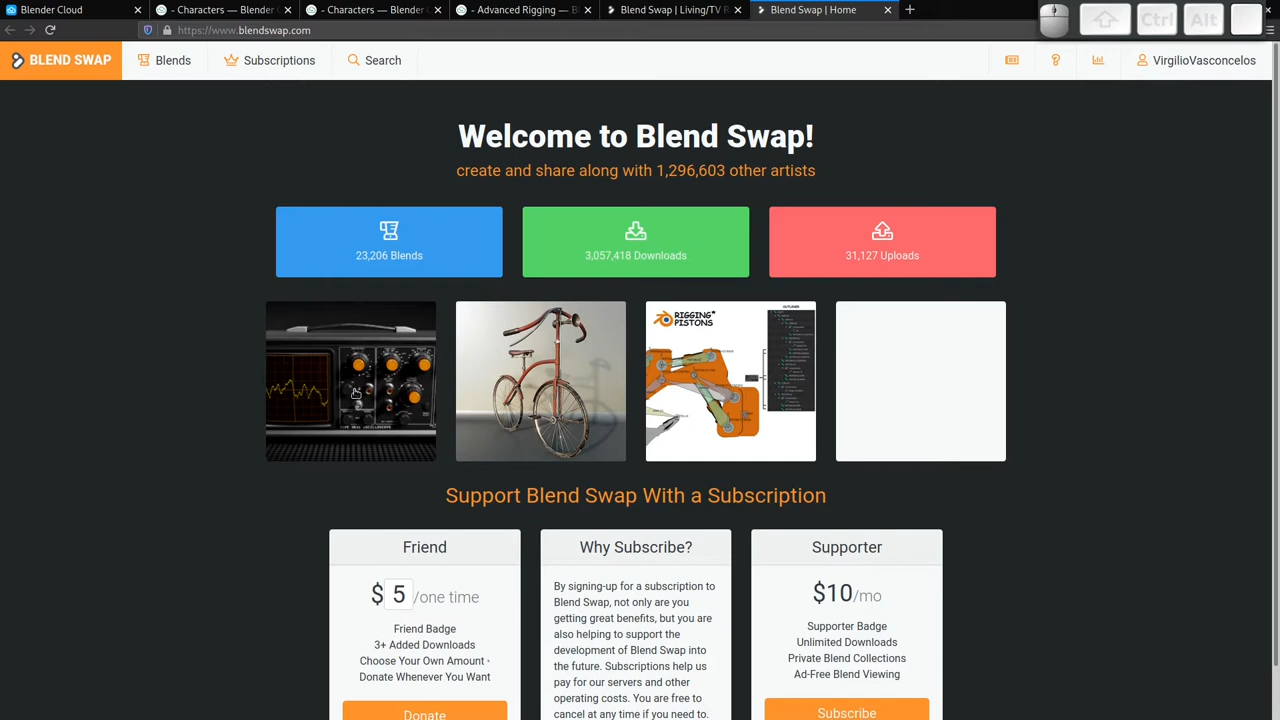 Blender Cloud
- Characters — Blender C
- Characters — Blender C
- Advanced Rigging — B
Blend Swap | Living/TV R
Blend Swap | Home
Ctrl
Alt
https://www.blendswap.com
BLEND SWAP
Blends
Subscriptions
Search
VirgilioVasconcelos
Welcome to Blend Swap!
create and share along with 1,296,603 other artists
23,206 Blends
3,057,418 Downloads
31,127 Uploads
RIGGING*
PISTONS
OUTLINER
Support Blend Swap With a Subscription
Friend
$ 5 /one time
Friend Badge
3+ Added Downloads
Choose Your Own Amount
Donate Whenever You Want
Donate
Why Subscribe?
By signing-up for a subscription to
Blend Swap, not only are you
getting great benefits, but you are
also helping to support the
development of Blend Swap into
the future. Subscriptions help us
pay for our servers and other
operating costs. You are free to
cancel at any time if you need to.
Supporter
$10/mo
Supporter Badge
Unlimited Downloads
Private Blend Collections
Ad-Free Blend Viewing
Subscribe